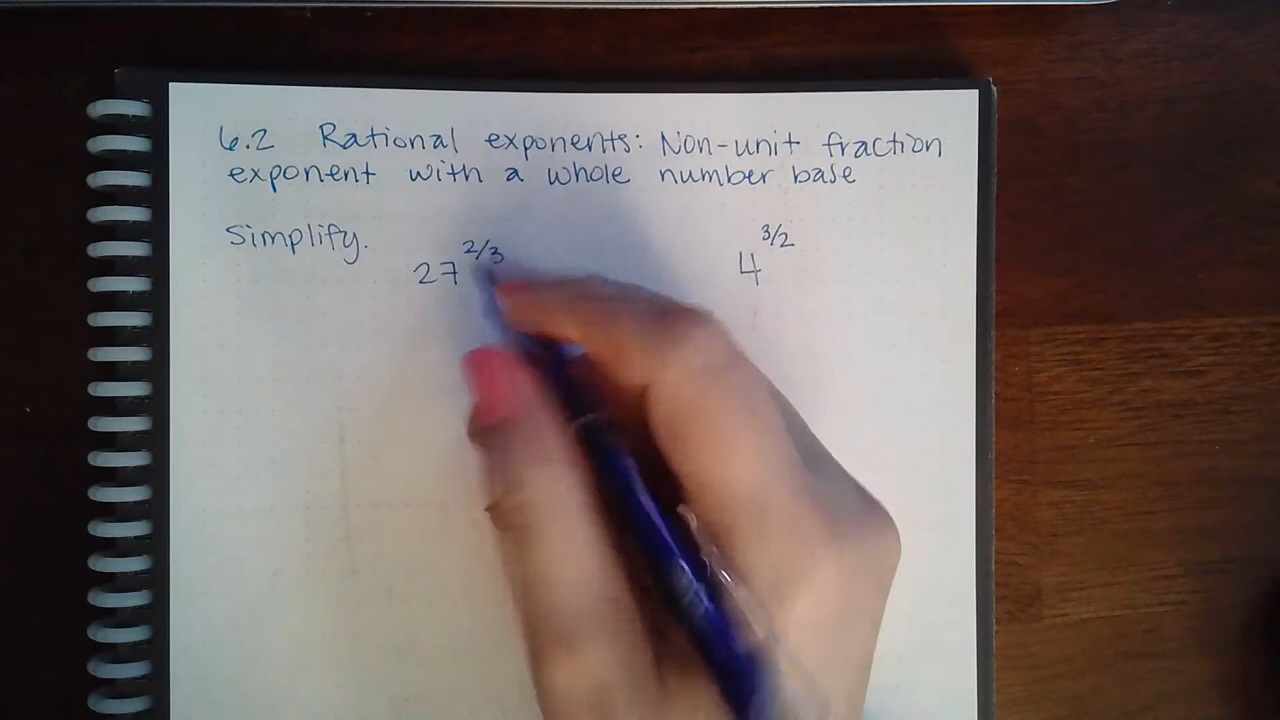 6.2 Rational exponents: Non-unit fraction
exponent with a whole number base
Simplify.
27^2/3 4^3/2